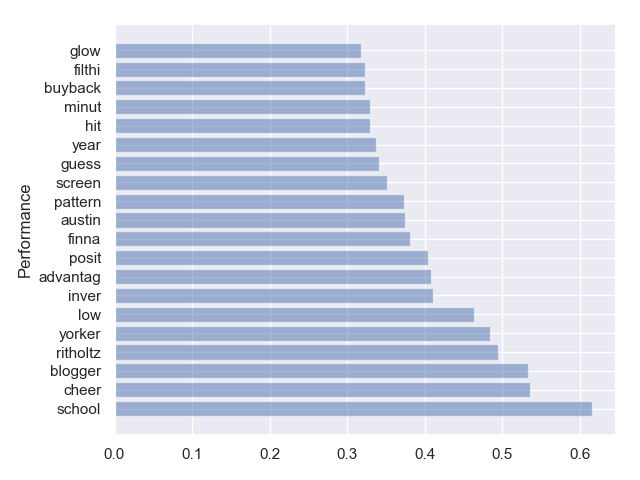 glow
filthi
buyback
minut
hit
year
guess
screen
pattern
austin
finna
posit
advantag
inver
low
yorker
ritholtz
blogger
cheer
school
Performance
0.0 0.1 0.2 0.3 0.4 0.5 0.6